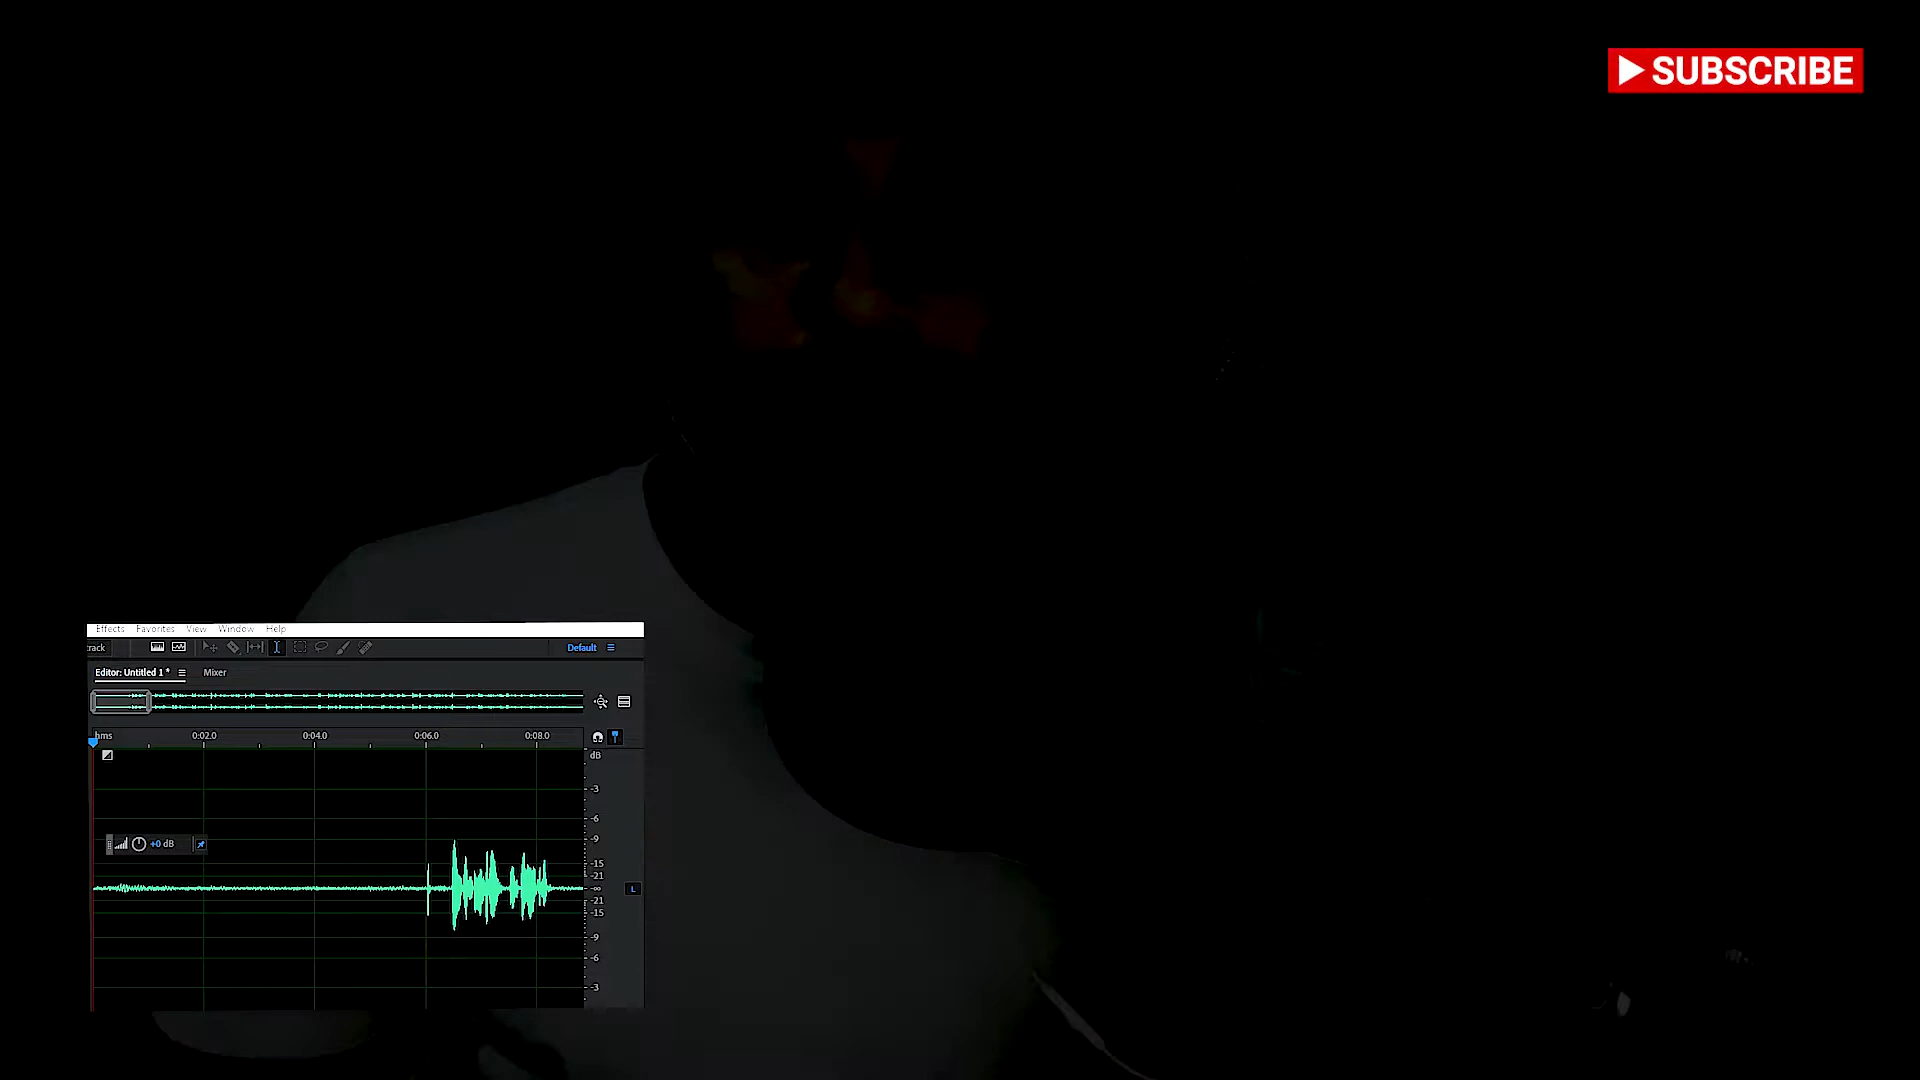 SUBSCRIBE
Effects Favorites View Window Help
track Default
Editor: Untitled 1 * Mixer
hms 0:02.0 0:04.0 0:06.0 0:08.0
dB
-3
-6
-9
+0 dB
-15
-21
-∞ L
-21
-15
-9
-6
-3